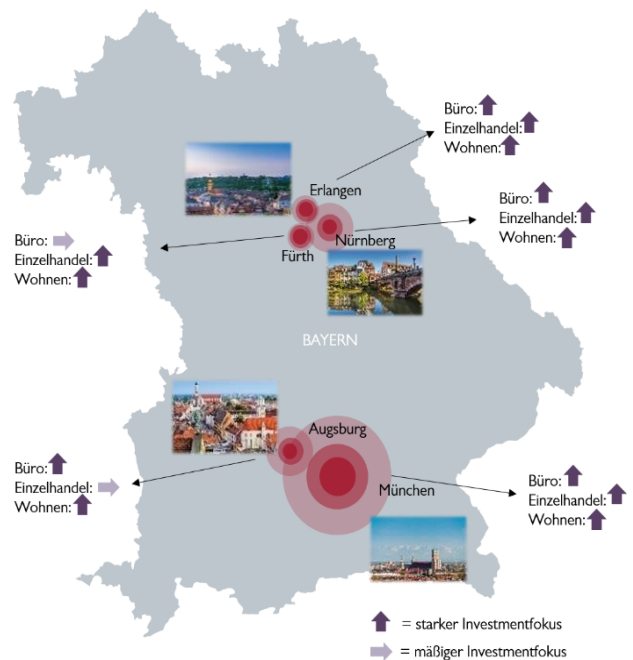 Büro:
Einzelhandel:
Wohnen:
Erlangen
Büro:
Einzelhandel:
Wohnen:
Nürnberg
Fürth
Büro:
Einzelhandel:
Wohnen:
BAYERN
Augsburg
München
Büro:
Einzelhandel:
Wohnen:
Büro:
Einzelhandel:
Wohnen:
= starker Investmentfokus
= mäßiger Investmentfokus